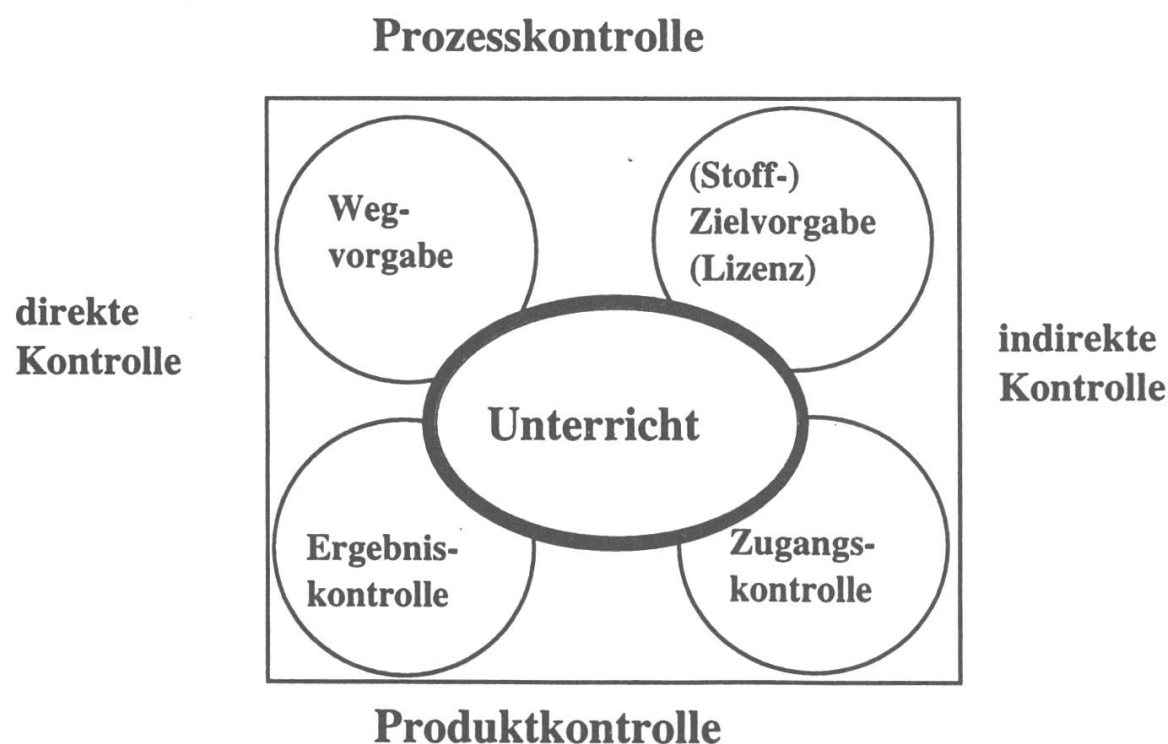 Prozesskontrolle
Weg-
vorgabe
(Stoff-)
Zielvorgabe
(Lizenz)
direkte
Kontrolle
indirekte
Kontrolle
Unterricht
Ergebnis-
kontrolle
Zugangs-
kontrolle
Produktkontrolle